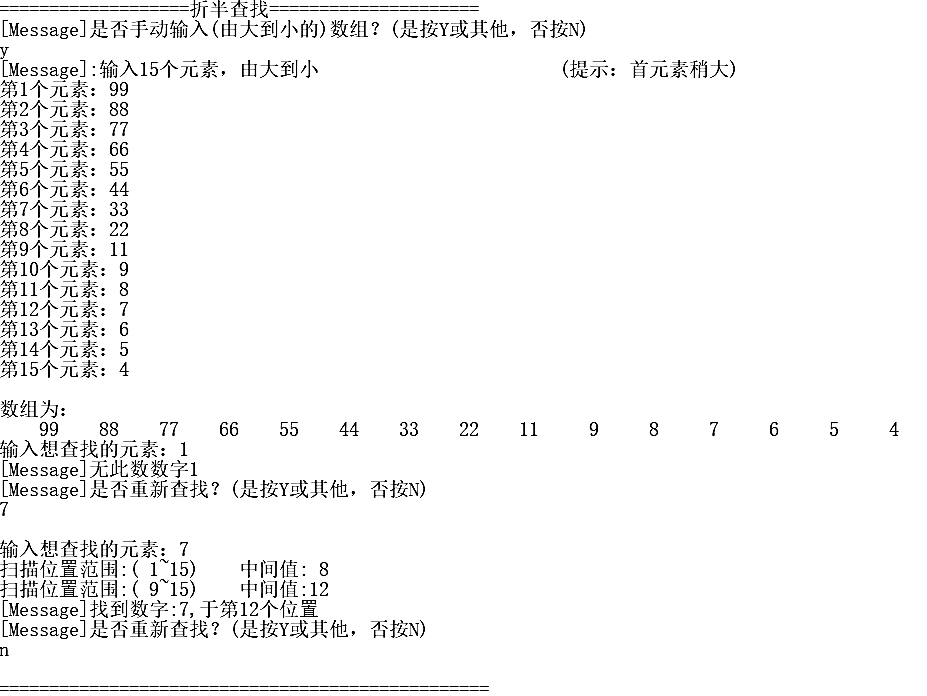 ===================折半查找=====================
[Message]是否手动输入(由大到小的)数组？(是按Y或其他，否按N)
y
[Message]:输入15个元素，由大到小                        (提示：首元素稍大)
第1个元素：99
第2个元素：88
第3个元素：77
第4个元素：66
第5个元素：55
第6个元素：44
第7个元素：33
第8个元素：22
第9个元素：11
第10个元素：9
第11个元素：8
第12个元素：7
第13个元素：6
第14个元素：5
第15个元素：4
数组为：
    99    88    77    66    55    44    33    22    11     9     8     7     6     5     4
输入想查找的元素：1
[Message]无此数数字1
[Message]是否重新查找？(是按Y或其他，否按N)
7
输入想查找的元素：7
扫描位置范围:( 1~15)    中间值: 8
扫描位置范围:( 9~15)    中间值:12
[Message]找到数字:7,于第12个位置
[Message]是否重新查找？(是按Y或其他，否按N)
n
=================================================